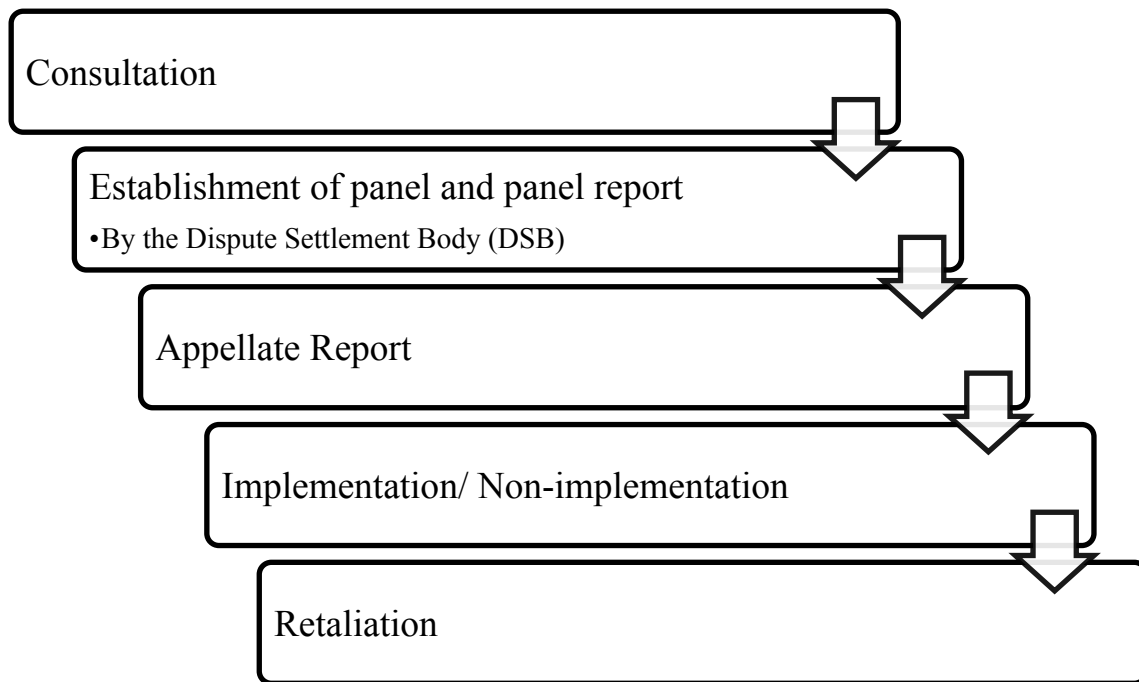 Consultation
Establishment of panel and panel report
•By the Dispute Settlement Body (DSB)
Appellate Report
Implementation/ Non-implementation
Retaliation